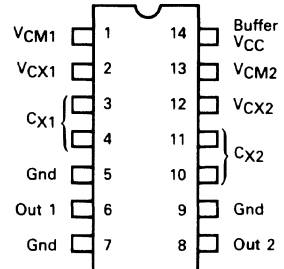 VCM1 1 14 Buffer VCC
VCX1 2 13 VCM2
CX1 3 12 VCX2
4 11 CX2
Gnd 5 10
Out 1 6 9 Gnd
Gnd 7 8 Out 2